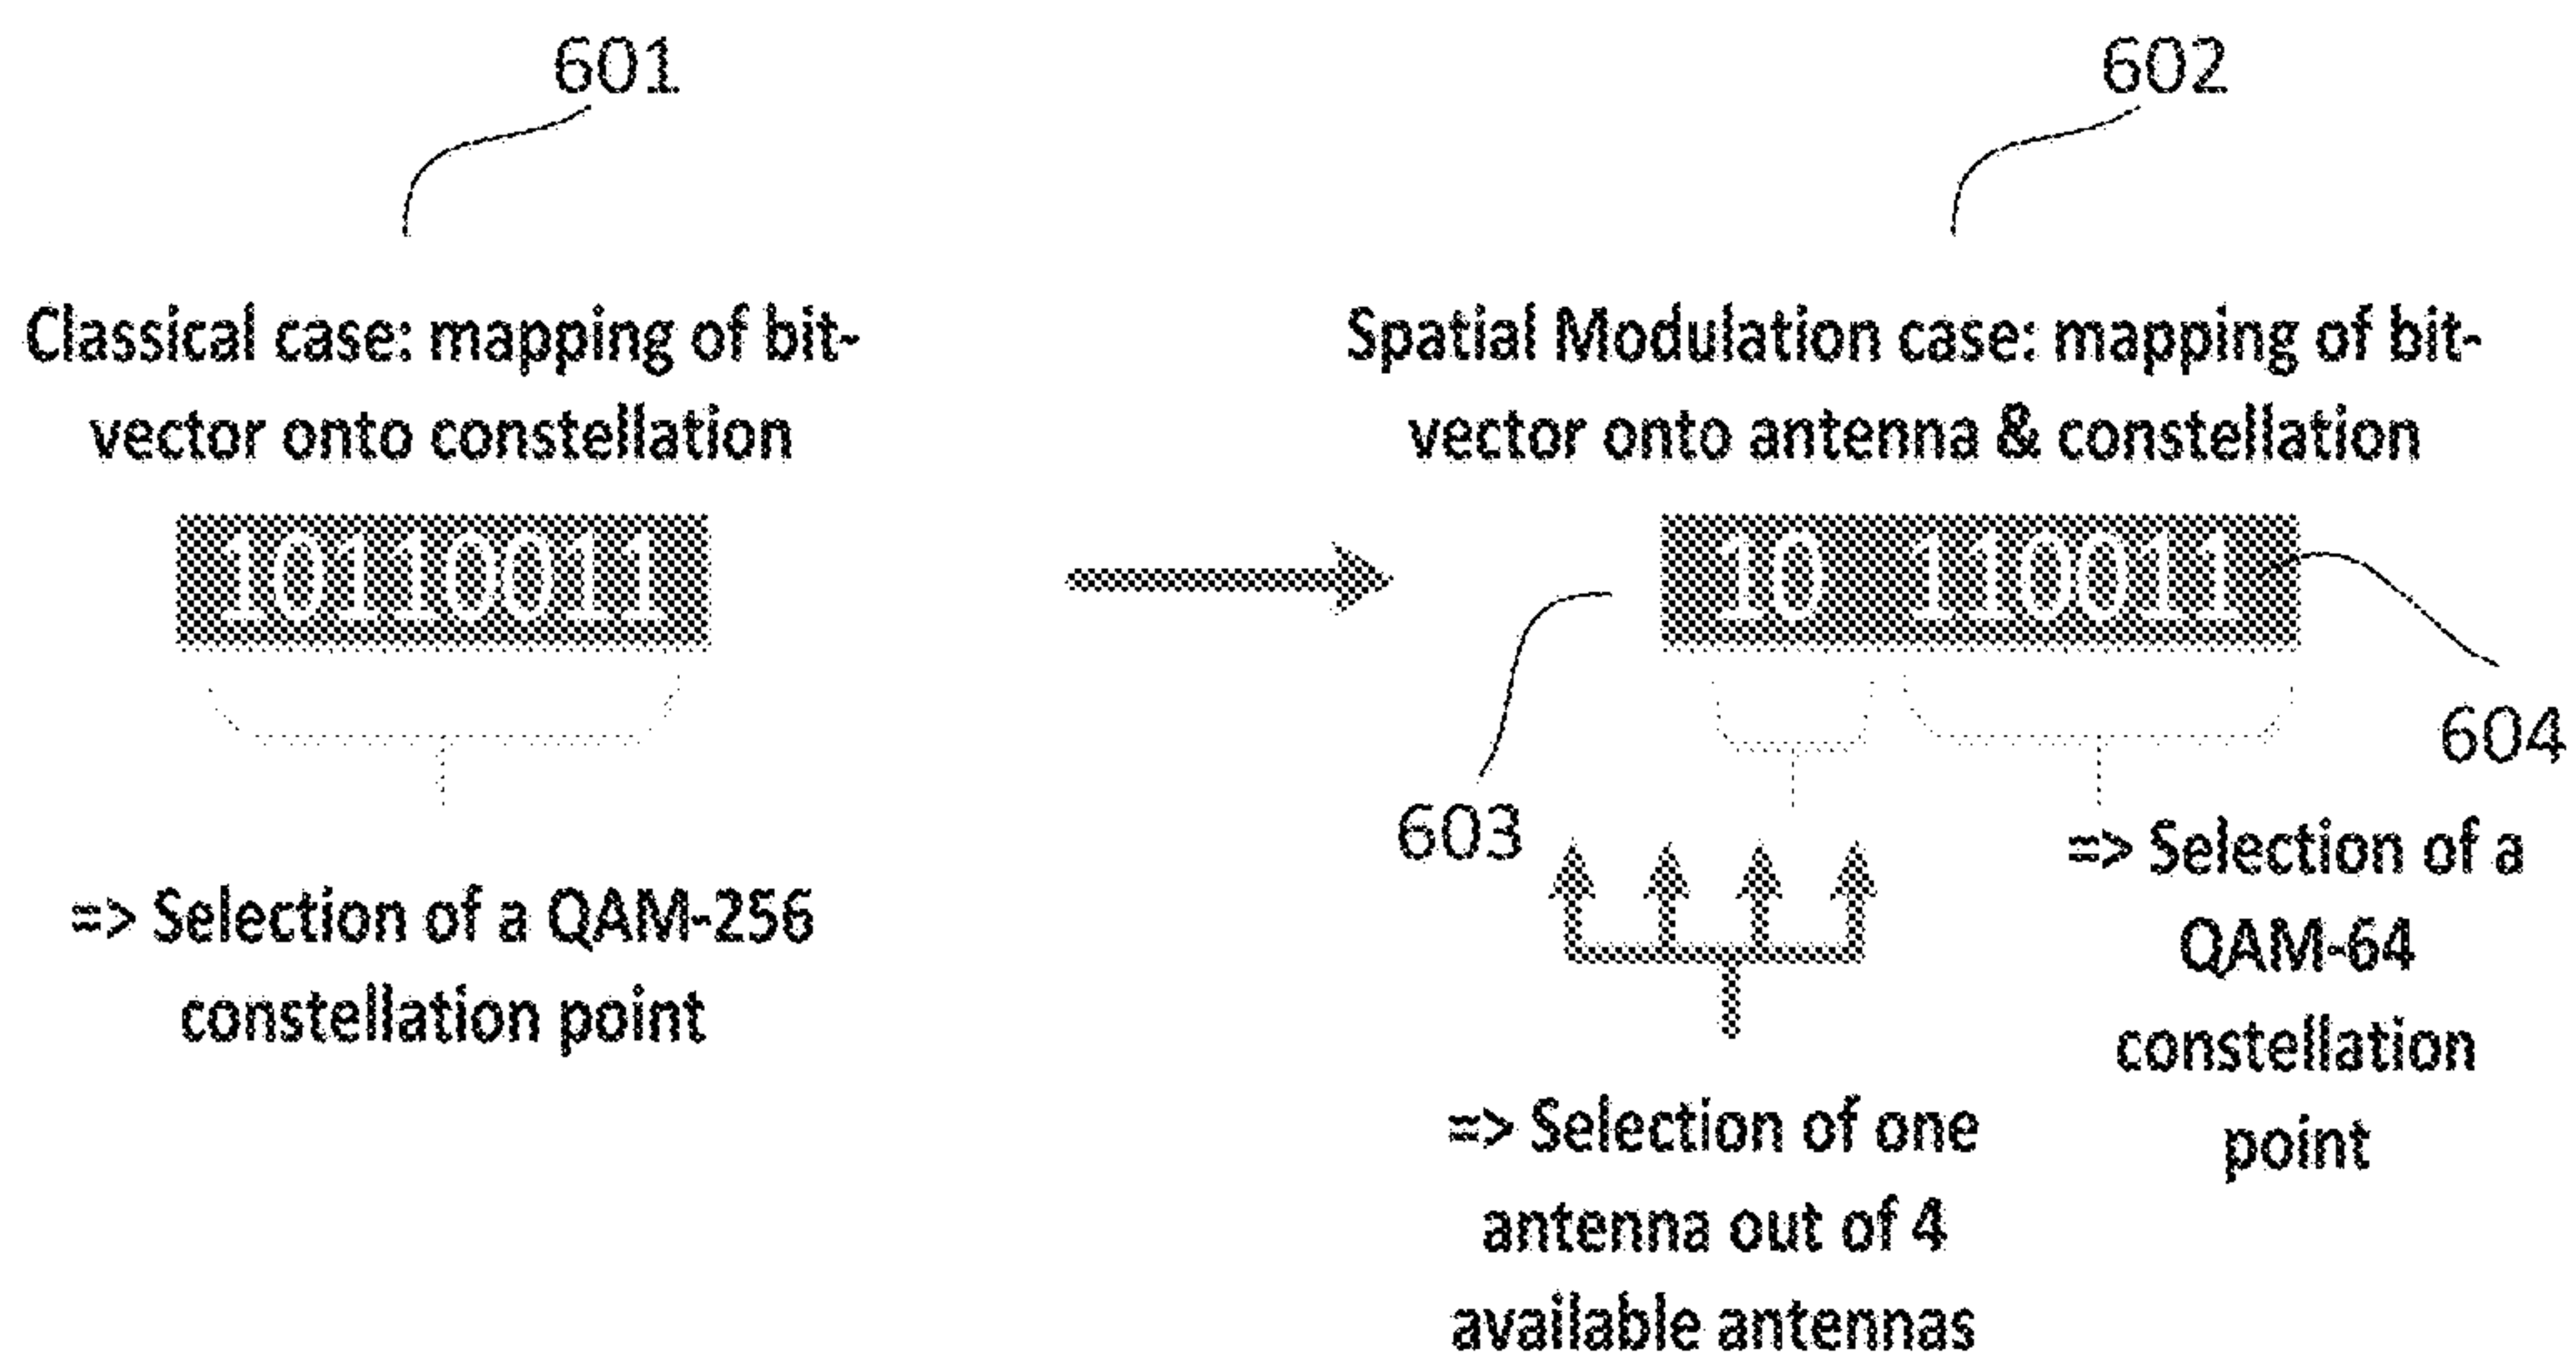 601
Classical case: mapping of bit-
vector onto constellation
10110011
=> Selection of a QAM-256
constellation point
602
Spatial Modulation case: mapping of bit-
vector onto antenna & constellation
10 110011
603
604
=> Selection of one
antenna out of 4
available antennas
=> Selection of a
QAM-64
constellation
point